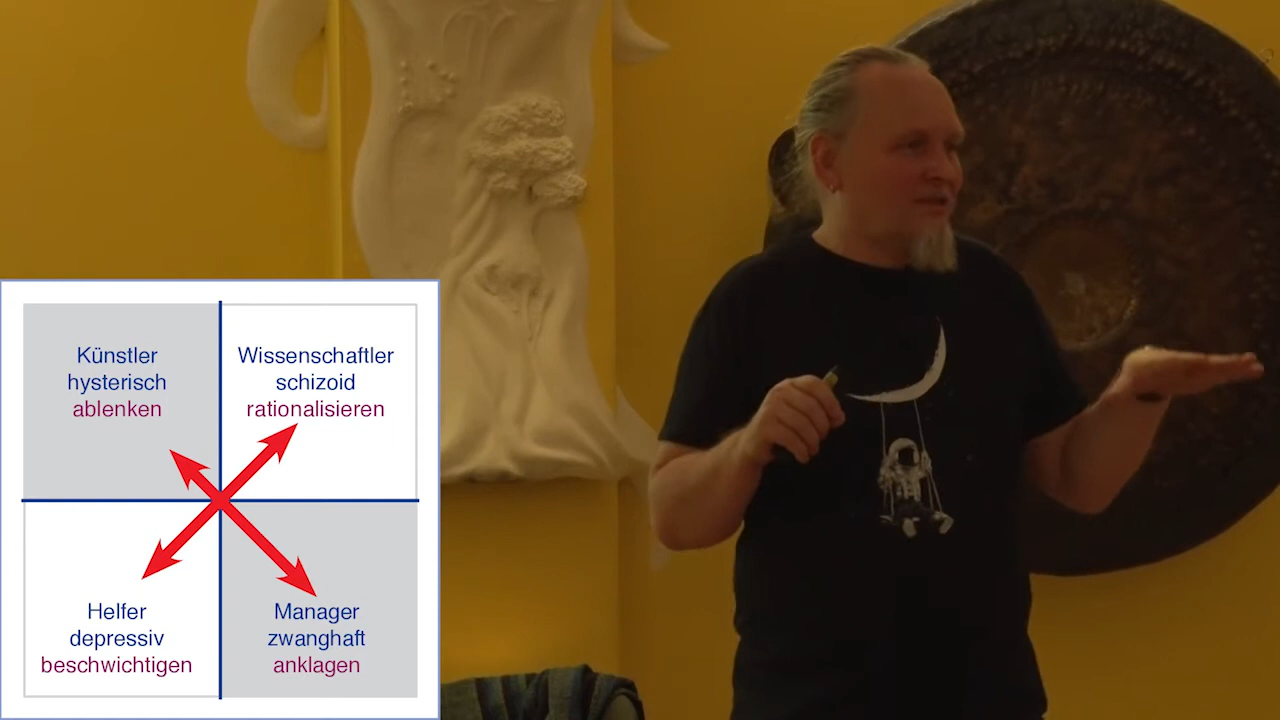 Künstler
hysterisch
ablenken
Wissenschaftler
schizoid
rationalisieren
Helfer
depressiv
beschwichtigen
Manager
zwanghaft
anklagen